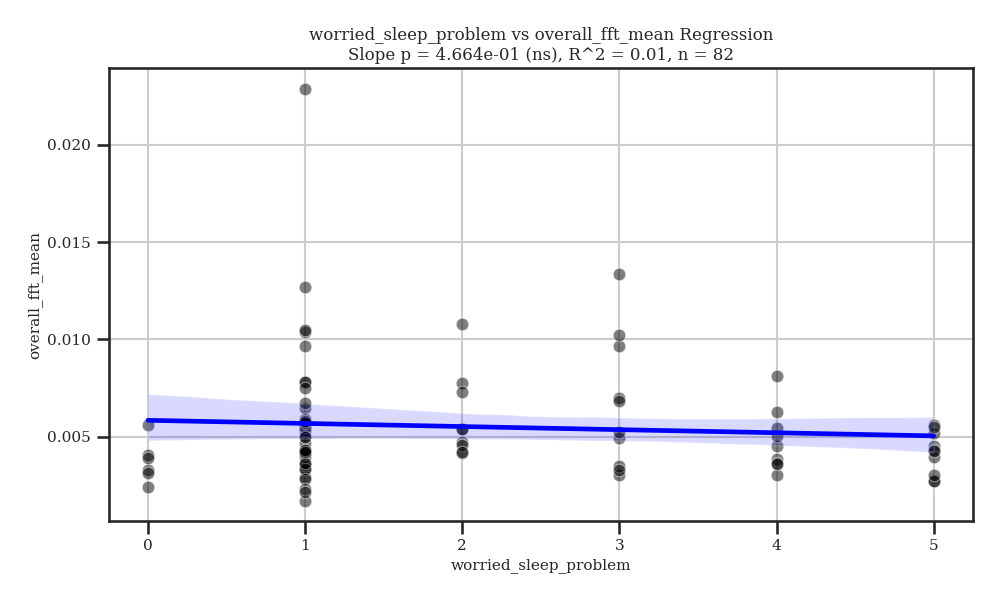 worried_sleep_problem vs overall_fft_mean Regression
Slope p = 4.664e-01 (ns), R^2 = 0.01, n = 82
0.020
0.015
0.010
0.005
overall_fft_mean
0 1 2 3 4 5
worried_sleep_problem